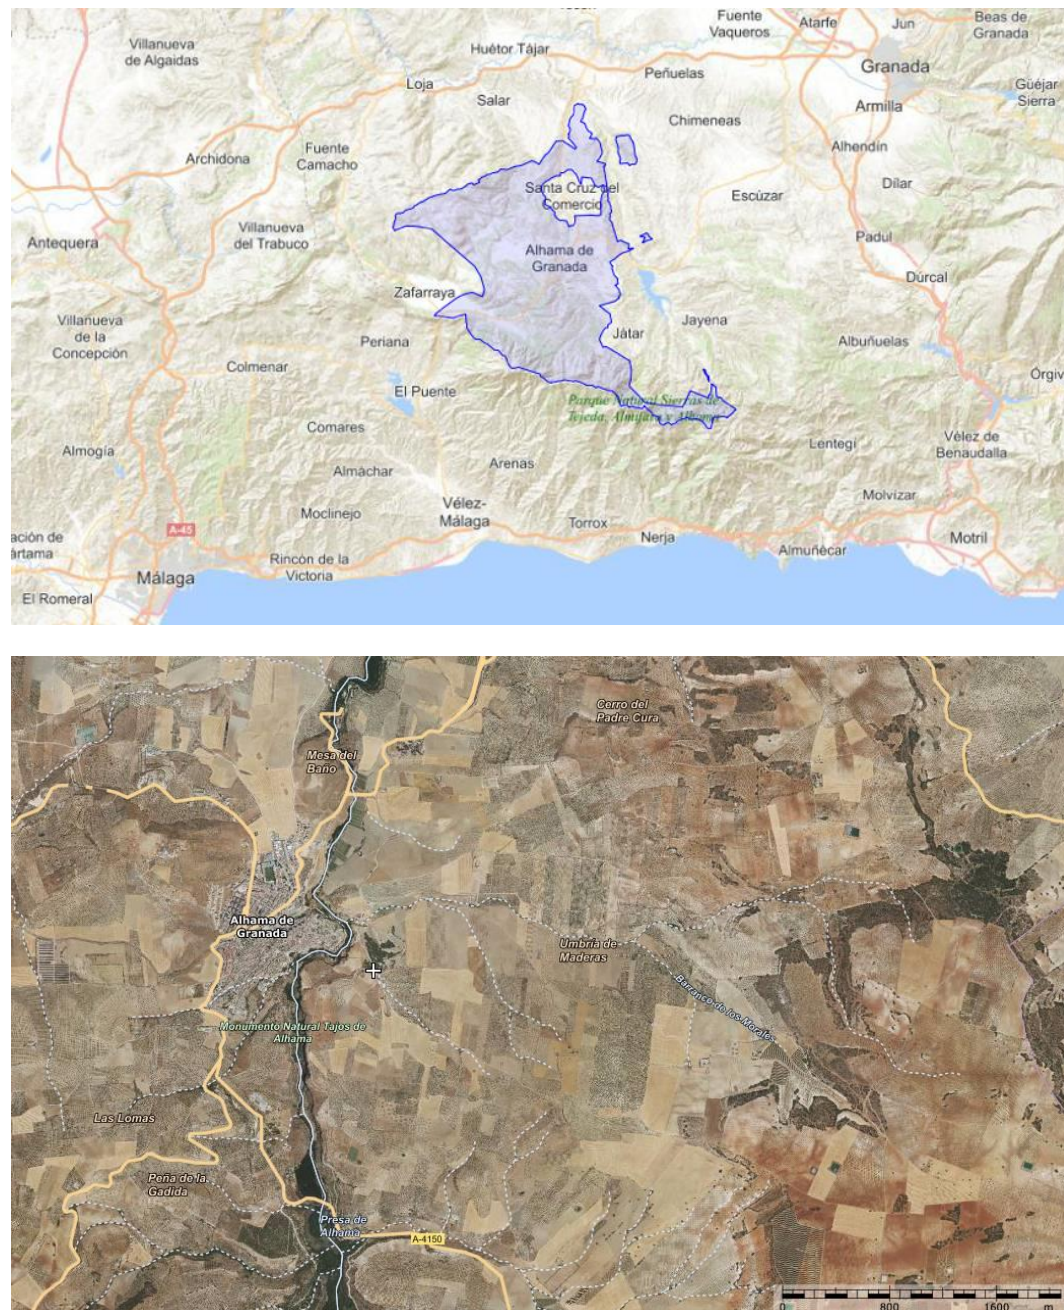 Fuente
Vaqueros
Atarfe
Jun
Beas de
Granada
Villanueva
de Algaidas
Huétor Tájar
Granada
Peñuelas
Loja
Güéjar
Sierra
Salar
Armilla
Chimeneas
Alhendín
Archidona
Fuente
Camacho
Dílar
Santa Cruz del
Comercio
Escúzar
Villanueva
del Trabuco
Antequera
Alhama de
Granada
Padul
Dúrcal
Zafarraya
Villanueva
de la
Concepción
Jayena
Játar
Periana
Albuñuelas
Colmenar
Órgiv
El Puente
Parque Natural Sierras de
Tejeda, Almijara y Alhama
Comares
Almogía
Lentegí
Vélez de
Benaudalla
Arenas
Almáchar
Molvízar
Moclinejo
Vélez-
Málaga
Torrox
A-45
Nerja
Motril
ación de
ártama
Almuñécar
Rincón de la
Victoria
Málaga
El Romeral
Cerro del
Padre Cura
Mesa del
Baño
Alhama de
Granada
Umbría de
Maderas
Barranco de los Morales
Monumento Natural Tajos de
Alhama
Las Lomas
Peña de la
Gadida
Presa de
Alhama
A-4150
0 800 1600